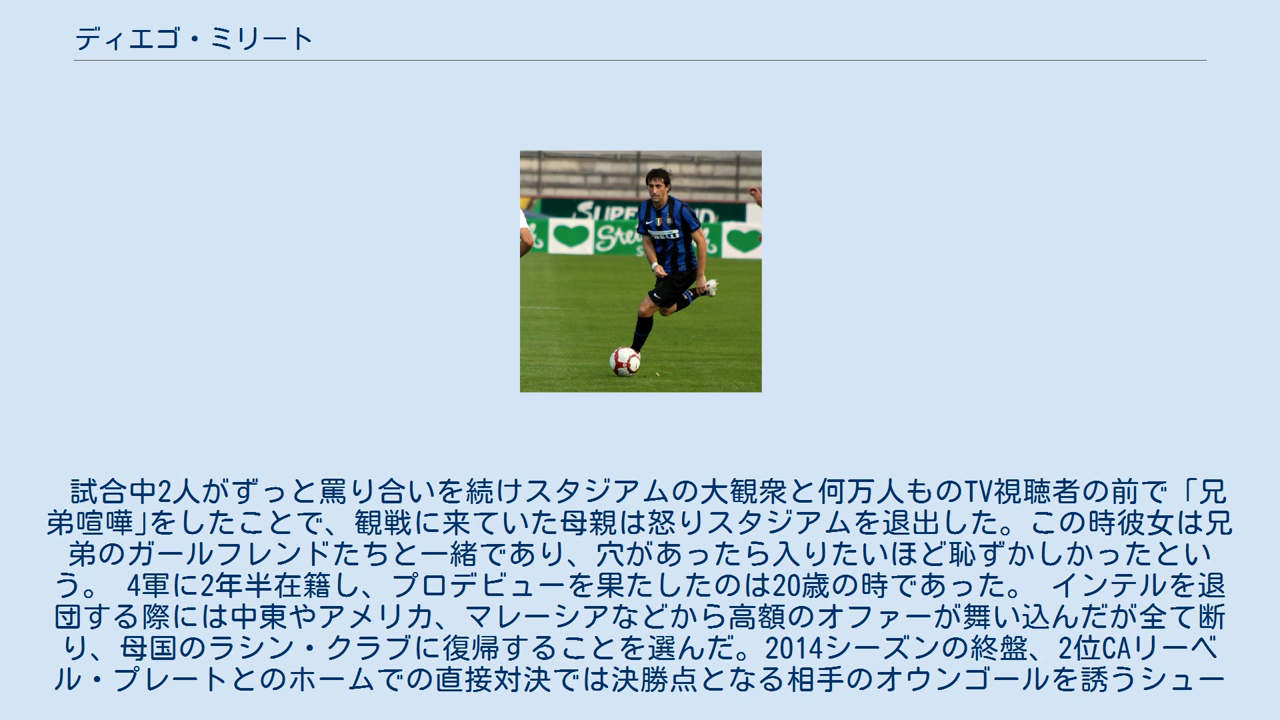 ディエゴ・ミリート
SUPER
PIRELLI
試合中2人がずっと罵り合いを続けスタジアムの大観衆と何万人ものTV視聴者の前で「兄
弟喧嘩」をしたことで、観戦に来ていた母親は怒りスタジアムを退出した。この時彼女は兄
弟のガールフレンドたちと一緒であり、穴があったら入りたいほど恥ずかしかったとい
う。 4軍に2年半在籍し、プロデビューを果たしたのは20歳の時であった。 インテルを退
団する際には中東やアメリカ、マレーシアなどから高額のオファーが舞い込んだが全て断
り、母国のラシン・クラブに復帰することを選んだ。2014シーズンの終盤、2位CAリーベ
ル・プレートとのホームでの直接対決では決勝点となる相手のオウンゴールを誘うシュー